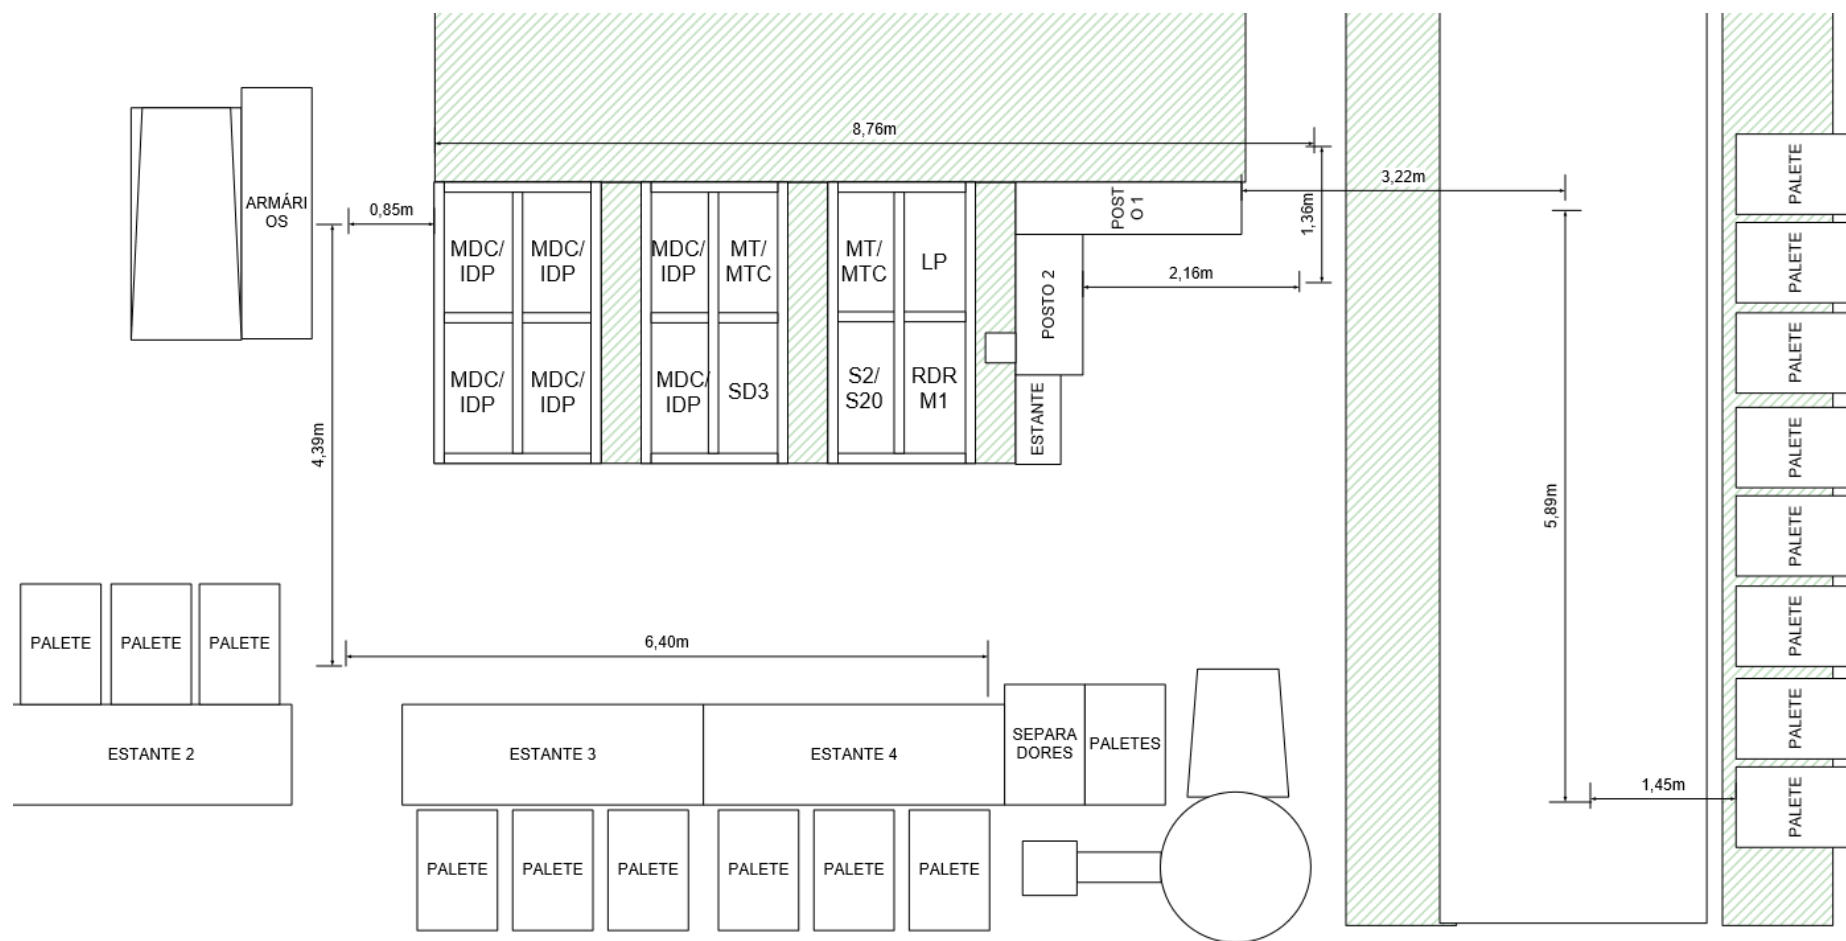 8,76m
3,22m
1,36m
2,16m
0,85m
4,39m
ARMÁRI
OS
POST
O 1
POSTO 2
ESTANTE
MDC/
IDP
MDC/
IDP
MDC/
IDP
MT/
MTC
MT/
MTC
LP
MDC/
IDP
MDC/
IDP
MDC/
IDP
SD3
S2/
S20
RDR
M1
5,89m
1,45m
PALETE
PALETE
PALETE
PALETE
PALETE
PALETE
PALETE
PALETE
PALETE
PALETE
PALETE
6,40m
ESTANTE 2
ESTANTE 3
ESTANTE 4
SEPARA
DORES
PALETES
PALETE
PALETE
PALETE
PALETE
PALETE
PALETE